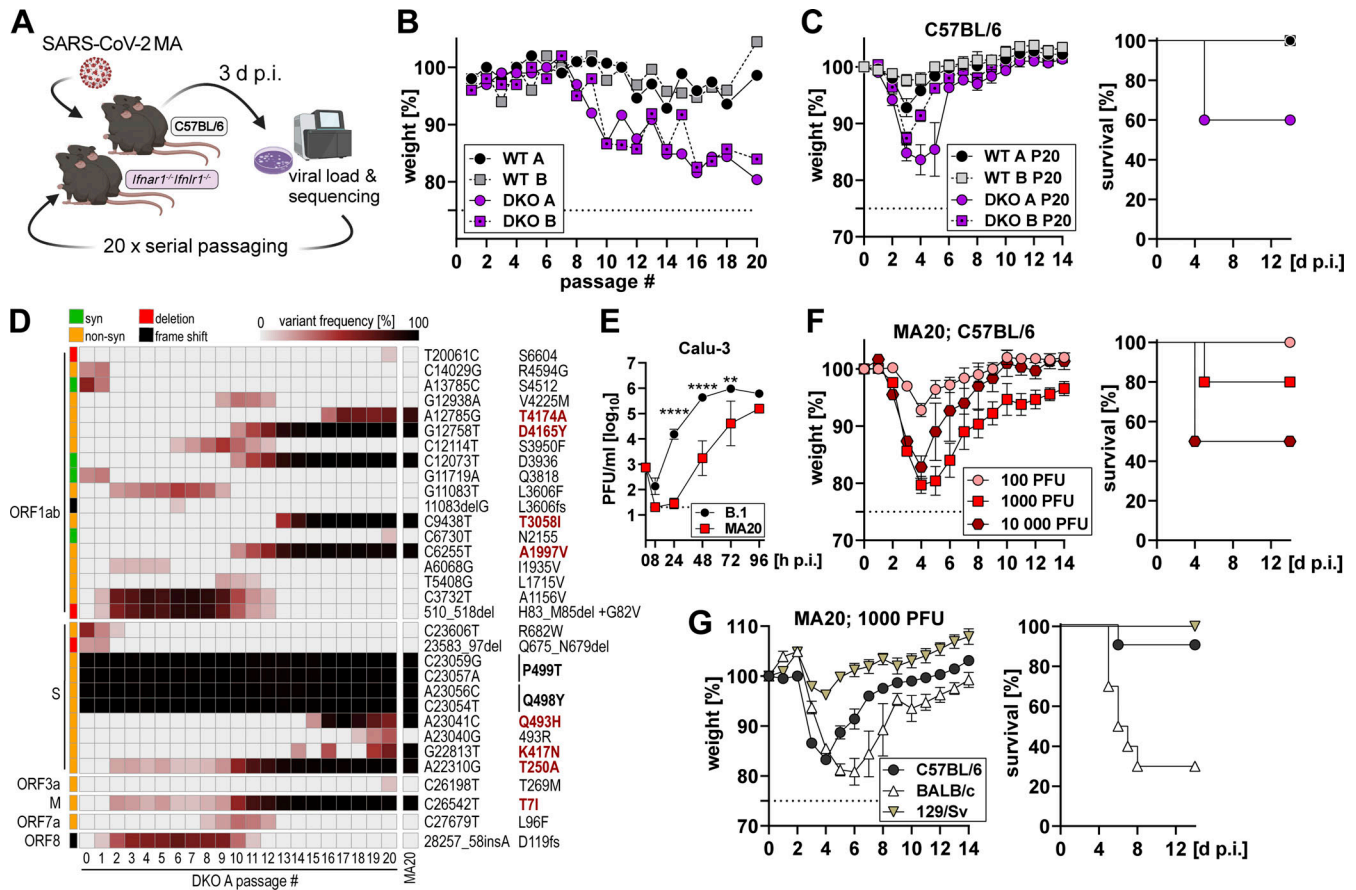 A
SARS-CoV-2 MA
3 d p.i.
C57BL/6
Ifnar1-/-Ifnlr1-/-
viral load &
sequencing
20 x serial passaging
B
weight [%]
100
90
80
WT A
WT B
DKO A
DKO B
0 2 4 6 8 10 12 14 16 18 20
passage #
C
C57BL/6
weight [%]
100
90
80
70
WT A P20
WT B P20
DKO A P20
DKO B P20
0 2 4 6 8 10 12 14
survival [%]
100
80
60
40
20
0
0 4 8 12 [d p.i.]
D
syn
non-syn
deletion
frame shift
0 variant frequency [%] 100
ORF1ab
T20061C S6604
C14029G R4594G
A13785C S4512
G12938A V4225M
A12785G T4174A
G12758T D4165Y
C12114T S3950F
C12073T D3936
G11719A Q3818
G11083T L3606F
11083delG L3606fs
C9438T T3058I
C6730T N2155
C6255T A1997V
A6068G I1935V
T5408G L1715V
C3732T A1156V
510_518del H83_M85del +G82V
S
C23606T R682W
23583_97del Q675_N679del
C23059G
C23057A
P499T
A23056C
C23054T
Q498Y
A23041C Q493H
A23040G 493R
G22813T K417N
A22310G T250A
ORF3a C26198T T269M
M C26542T T7I
ORF7a C27679T L96F
ORF8 28257_58insA D119fs
0 1 2 3 4 5 6 7 8 9 10 11 12 13 14 15 16 17 18 19 20 MA20
DKO A passage #
E
Calu-3
PFU/ml [log10]
7
6
5
4
3
2
1
0
****
****
**
B.1
MA20
0 8 24 48 72 96 [h p.i.]
F
MA20; C57BL/6
weight [%]
100
90
80
70
100 PFU
1000 PFU
10 000 PFU
0 2 4 6 8 10 12 14
survival [%]
100
80
60
40
20
0
0 4 8 12 [d p.i.]
G
MA20; 1000 PFU
weight [%]
110
100
90
80
70
C57BL/6
BALB/c
129/Sv
0 2 4 6 8 10 12 14
survival [%]
100
80
60
40
20
0
0 4 8 12 [d p.i.]